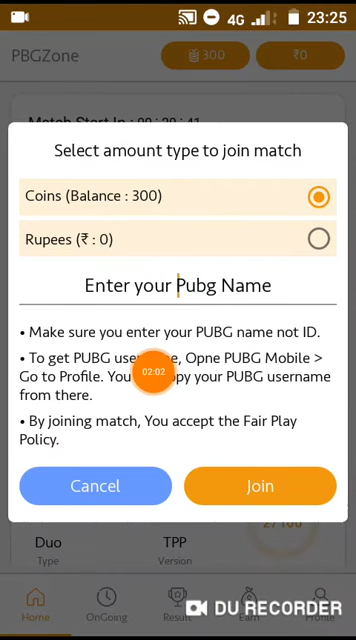 4G 23:25
PBGZone 300 ₹0
Match Start In : 00 : 20 : 41
Select amount type to join match
Coins (Balance : 300)
Rupees (₹ : 0)
Enter your Pubg Name
• Make sure you enter your PUBG name not ID.
• To get PUBG use e, Opne PUBG Mobile >
02:02
Go to Profile. You opy your PUBG username
from there.
• By joining match, You accept the Fair Play
Policy.
Cancel Join
27/100
Duo TPP
Type Version
Home OnGoing Result Earn Profile
DU RECORDER